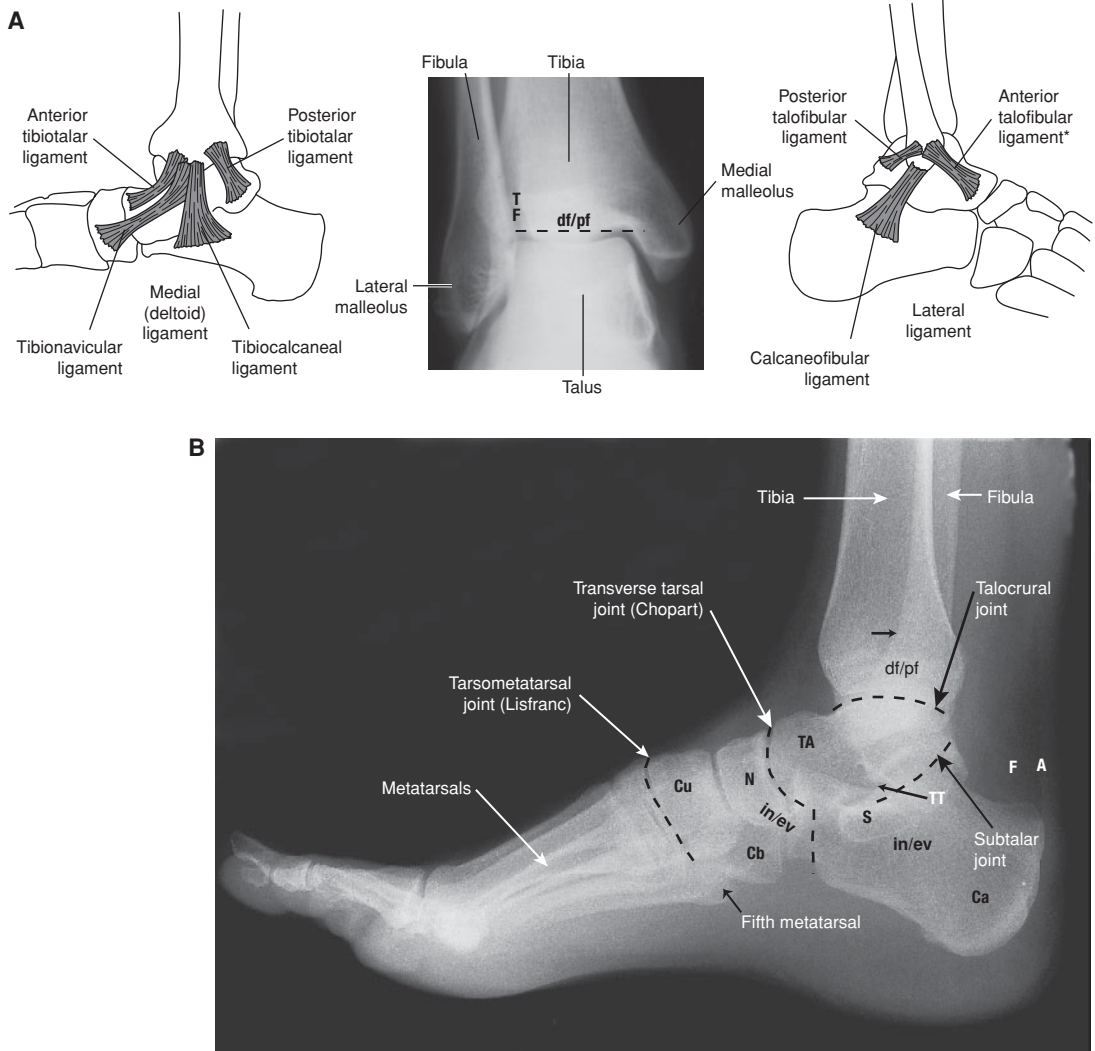 A
Anterior
tibiotalar
ligament
Posterior
tibiotalar
ligament
Tibionavicular
ligament
Medial
(deltoid)
ligament
Tibiocalcaneal
ligament
Fibula
Tibia
Medial
malleolus
T
F
df/pf
Lateral
malleolus
Talus
Posterior
talofibular
ligament
Anterior
talofibular
ligament*
Lateral
ligament
Calcaneofibular
ligament
B
Tibia
Fibula
Transverse tarsal
joint (Chopart)
Talocrural
joint
df/pf
Tarsometatarsal
joint (Lisfranc)
TA
F
A
Cu
N
Metatarsals
TT
S
in/ev
in/ev
Subtalar
joint
Cb
Ca
Fifth metatarsal